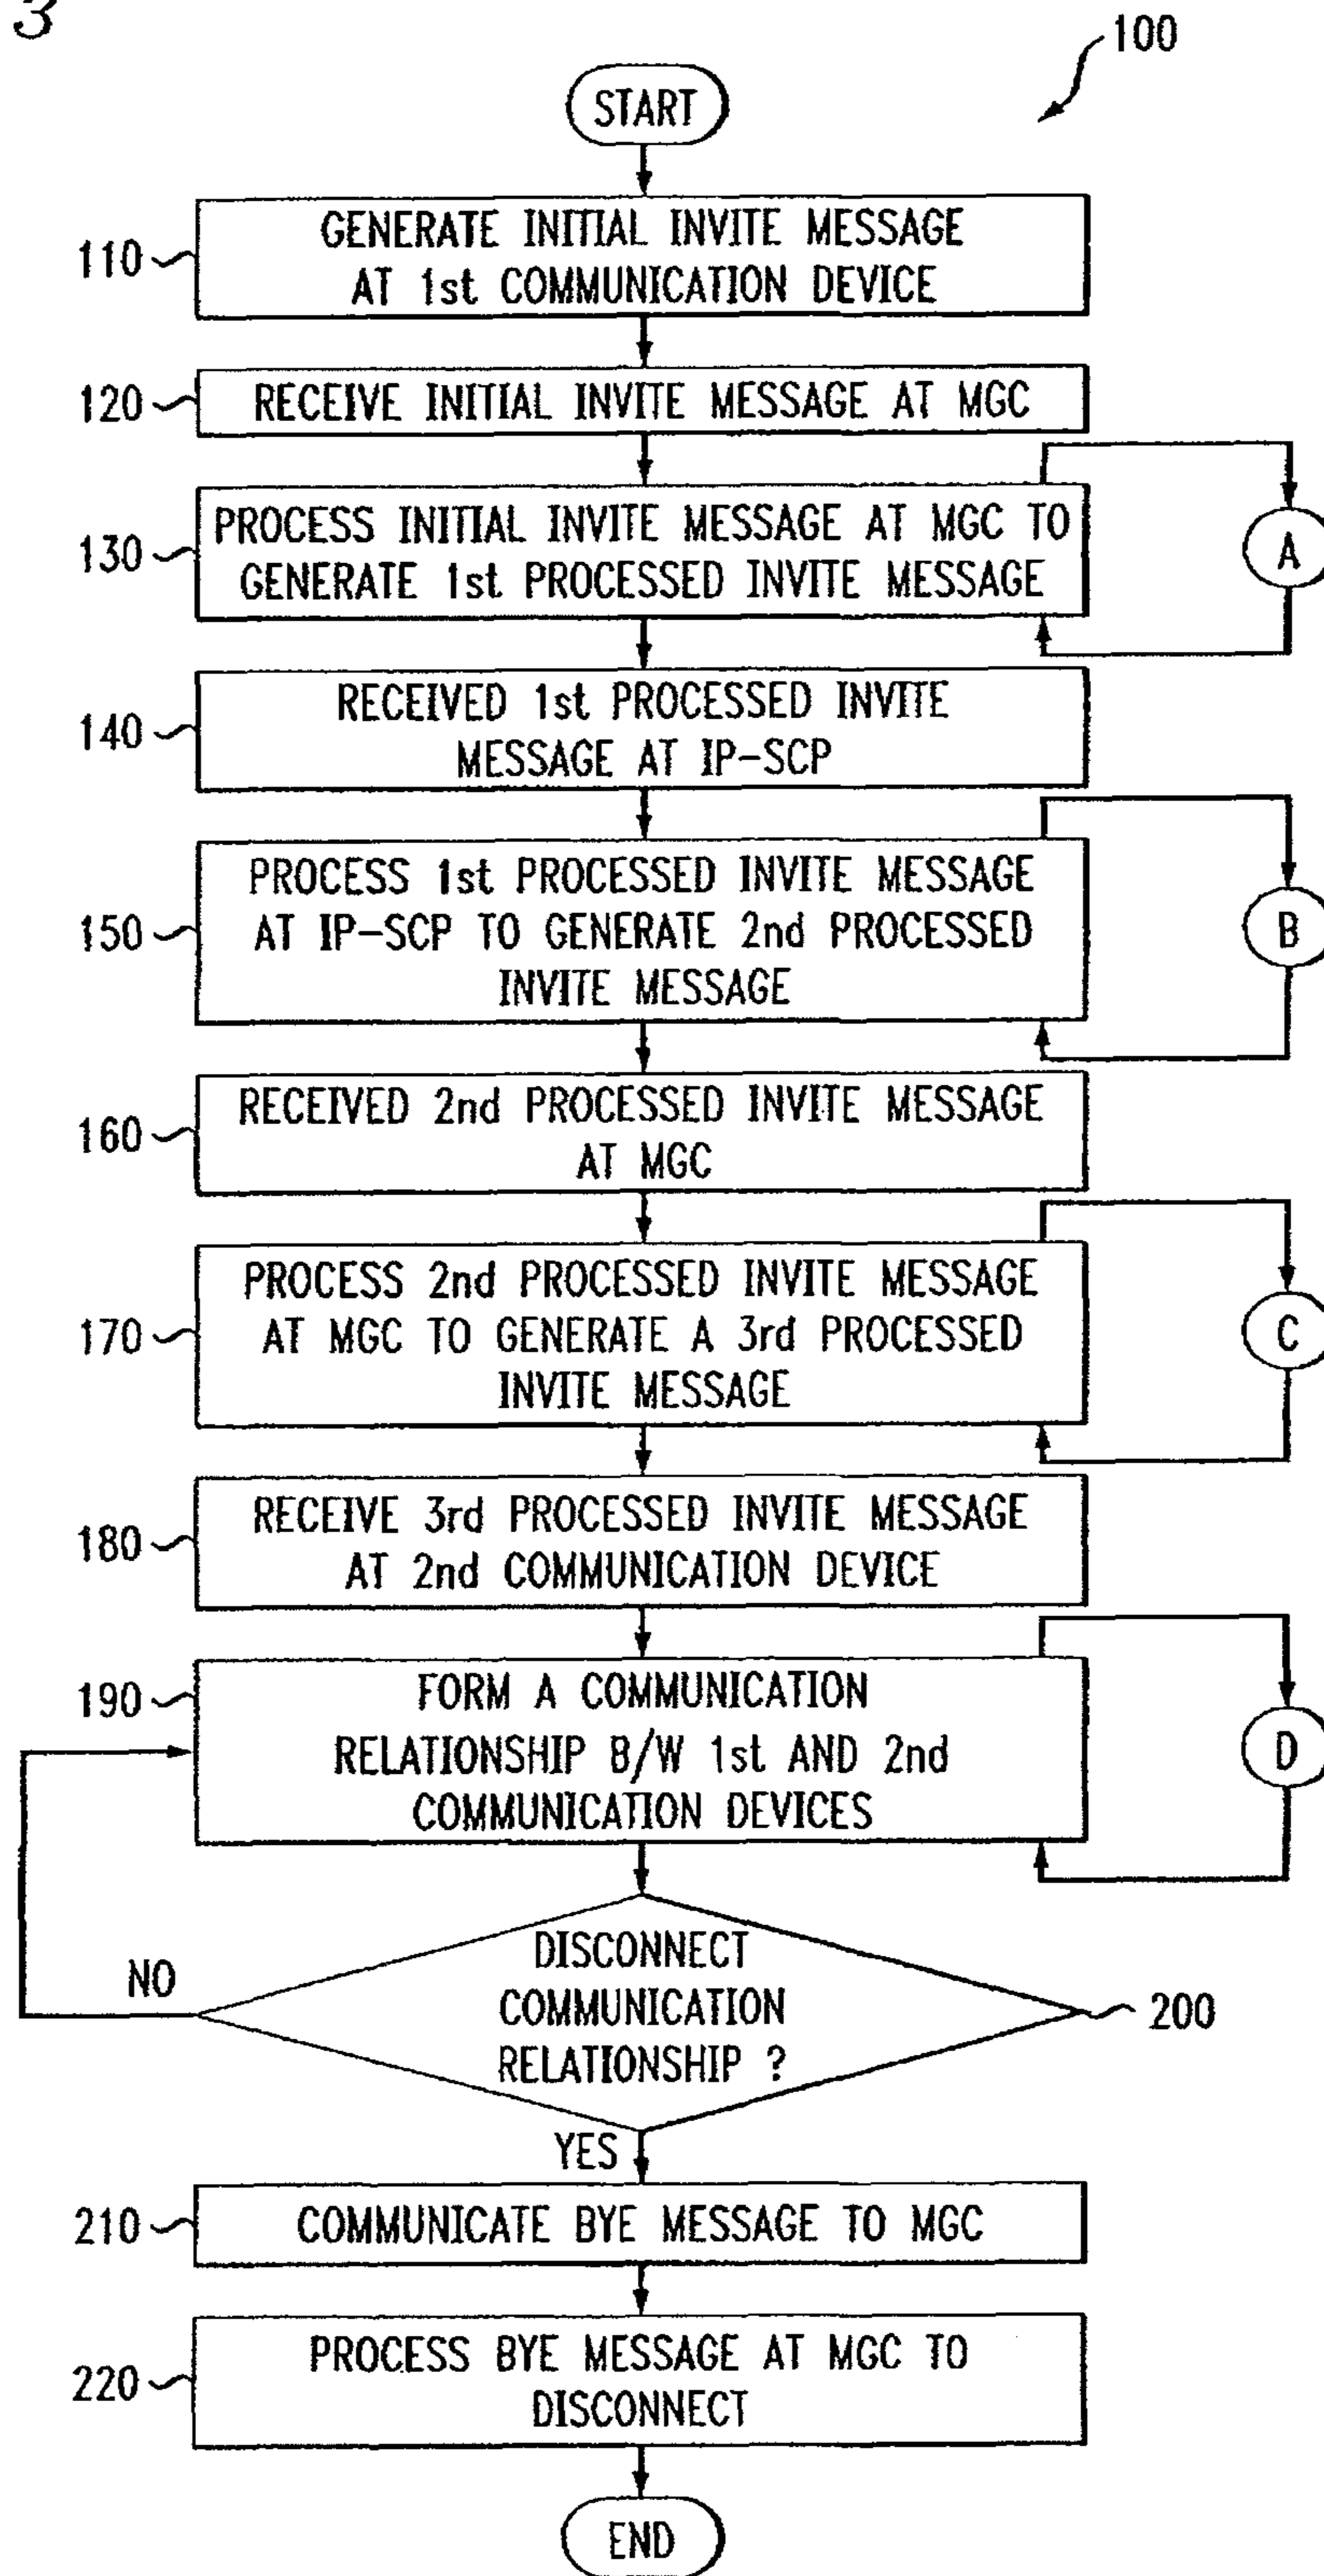 3
100
START
110
GENERATE INITIAL INVITE MESSAGE
AT 1st COMMUNICATION DEVICE
120
RECEIVE INITIAL INVITE MESSAGE AT MGC
130
PROCESS INITIAL INVITE MESSAGE AT MGC TO
GENERATE 1st PROCESSED INVITE MESSAGE
A
140
RECEIVED 1st PROCESSED INVITE
MESSAGE AT IP-SCP
150
PROCESS 1st PROCESSED INVITE MESSAGE
AT IP-SCP TO GENERATE 2nd PROCESSED
INVITE MESSAGE
B
160
RECEIVED 2nd PROCESSED INVITE MESSAGE
AT MGC
170
PROCESS 2nd PROCESSED INVITE MESSAGE
AT MGC TO GENERATE A 3rd PROCESSED
INVITE MESSAGE
C
180
RECEIVE 3rd PROCESSED INVITE MESSAGE
AT 2nd COMMUNICATION DEVICE
190
FORM A COMMUNICATION
RELATIONSHIP B/W 1st AND 2nd
COMMUNICATION DEVICES
D
NO
DISCONNECT
COMMUNICATION
RELATIONSHIP ?
200
YES
210
COMMUNICATE BYE MESSAGE TO MGC
220
PROCESS BYE MESSAGE AT MGC TO
DISCONNECT
END